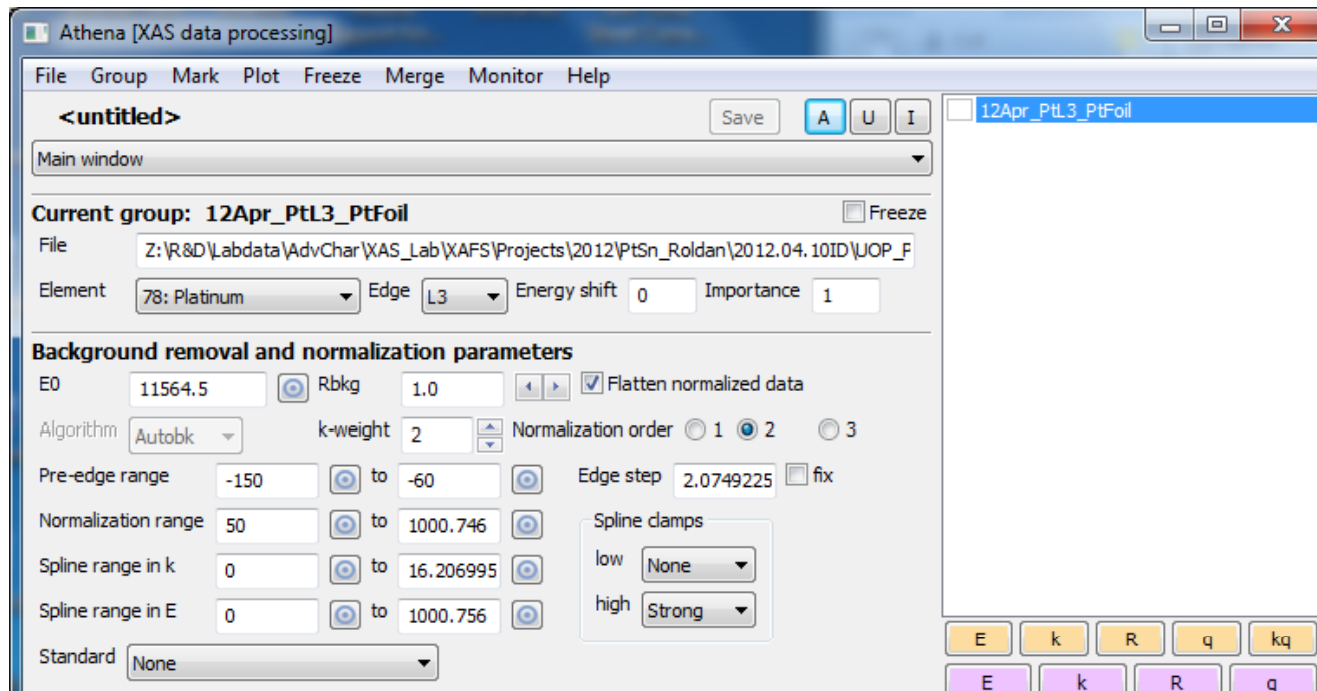 Athena [XAS data processing]
File Group Mark Plot Freeze Merge Monitor Help
<untitled> Save A U I
Main window
12Apr_PtL3_PtFoil
Current group: 12Apr_PtL3_PtFoil Freeze
File Z:\R&D\Labdata\AdvChar\XAS_Lab\XAFS\Projects\2012\PtSn_Roldan\2012.04.10ID\UOP_P
Element 78: Platinum Edge L3 Energy shift 0 Importance 1
Background removal and normalization parameters
E0 11564.5 Rbkg 1.0 Flatten normalized data
Algorithm Autobk k-weight 2 Normalization order 1 2 3
Pre-edge range -150 to -60 Edge step 2.0749225 fix
Normalization range 50 to 1000.746 Spline clamps
Spline range in k 0 to 16.206995 low None
Spline range in E 0 to 1000.756 high Strong
Standard None
E k R q kq
E k R q